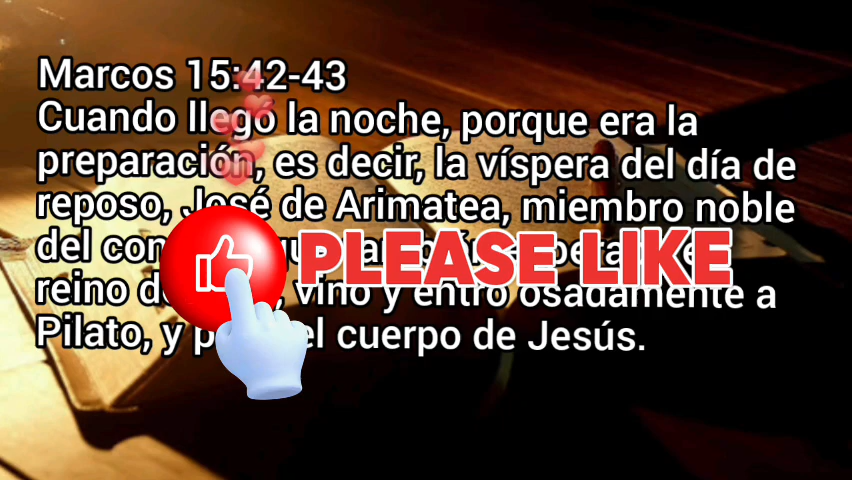 Marcos 15:42-43
Cuando llegó la noche, porque era la
preparación, es decir, la víspera del día de
reposo, José de Arimatea, miembro noble
del
PLEASE LIKE
reino vino y entró osadamente a
Pilato, y el cuerpo de Jesús.